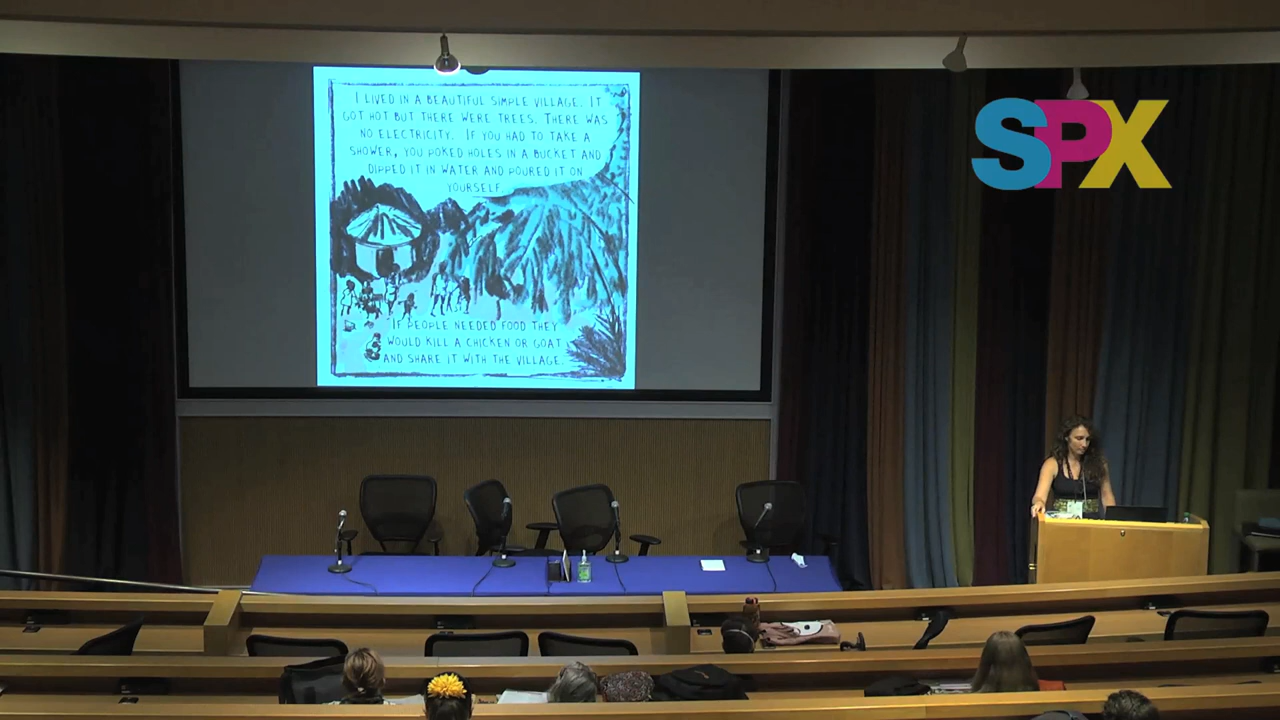 I LIVED IN A BEAUTIFUL SIMPLE VILLAGE. IT
GOT HOT BUT THERE WERE TREES. THERE WAS
NO ELECTRICITY. IF YOU HAD TO TAKE A
SHOWER, YOU POKED HOLES IN A BUCKET AND
DIPPED IT IN WATER AND POURED IT ON
YOURSELF.
IF PEOPLE NEEDED FOOD THEY
WOULD KILL A CHICKEN OR GOAT
AND SHARE IT WITH THE VILLAGE.
SPX